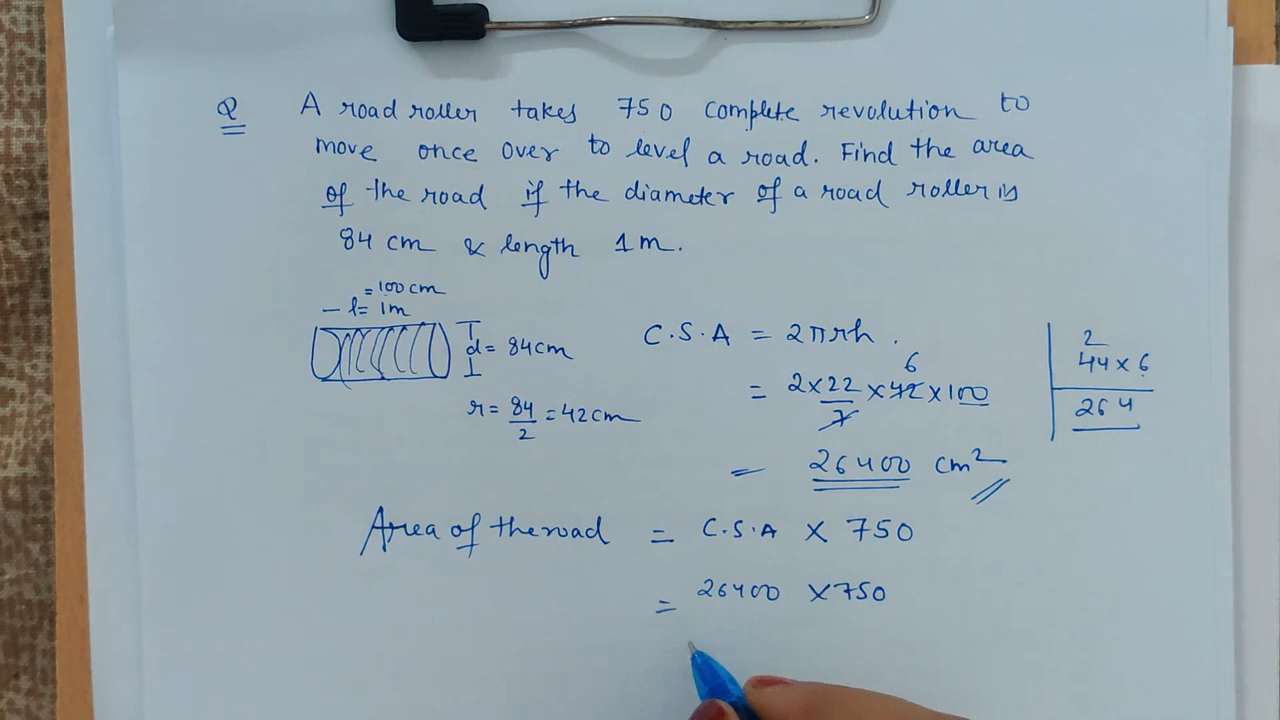 Q A road roller takes 750 complete revolution to
move once over to level a road. Find the area
of the road if the diameter of a road roller is
84 cm & length 1m.
= 100 cm
l = 1m
d = 84cm
r = 84/2 = 42cm
C.S.A = 2πrh.
6
= 2×22/7×42×100
= 26400 cm²
2
44×6
264
Area of the road = C.S.A × 750
= 26400 ×750